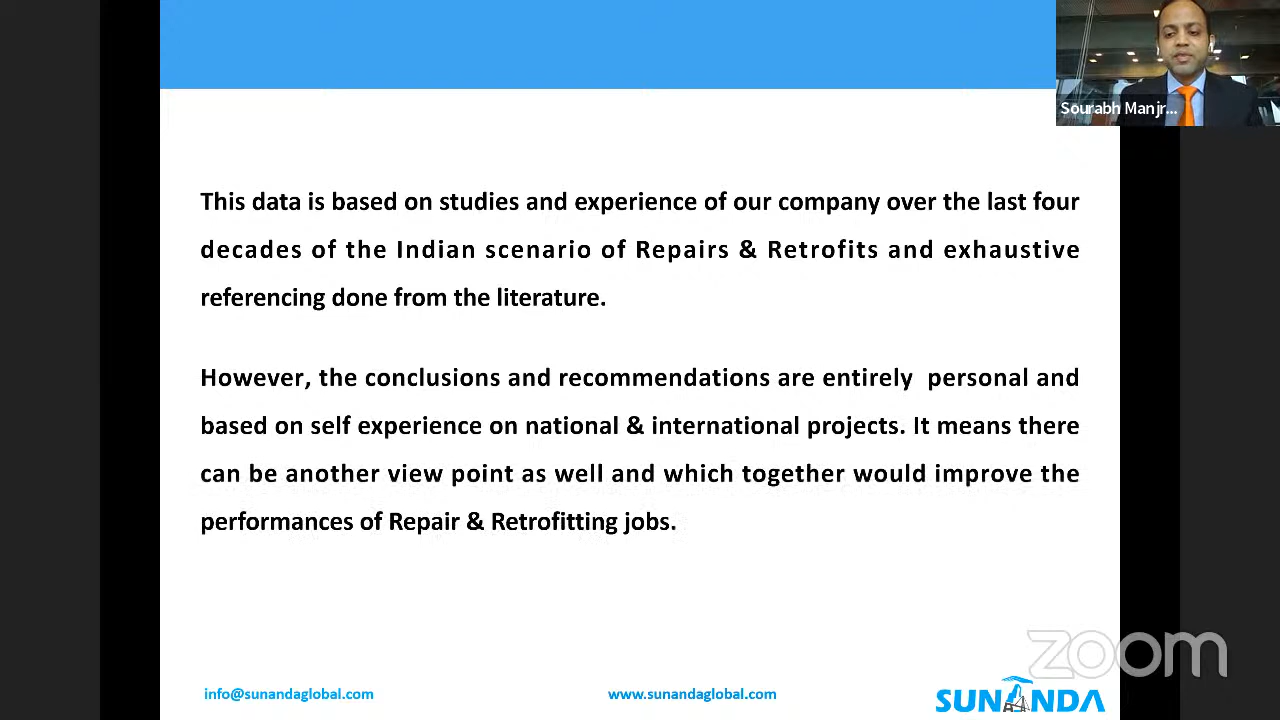 Sourabh Manjr...
This data is based on studies and experience of our company over the last four
decades of the Indian scenario of Repairs & Retrofits and exhaustive
referencing done from the literature.
However, the conclusions and recommendations are entirely personal and
based on self experience on national & international projects. It means there
can be another view point as well and which together would improve the
performances of Repair & Retrofitting jobs.
zoom
info@sunandaglobal.com
www.sunandaglobal.com
SUNANDA